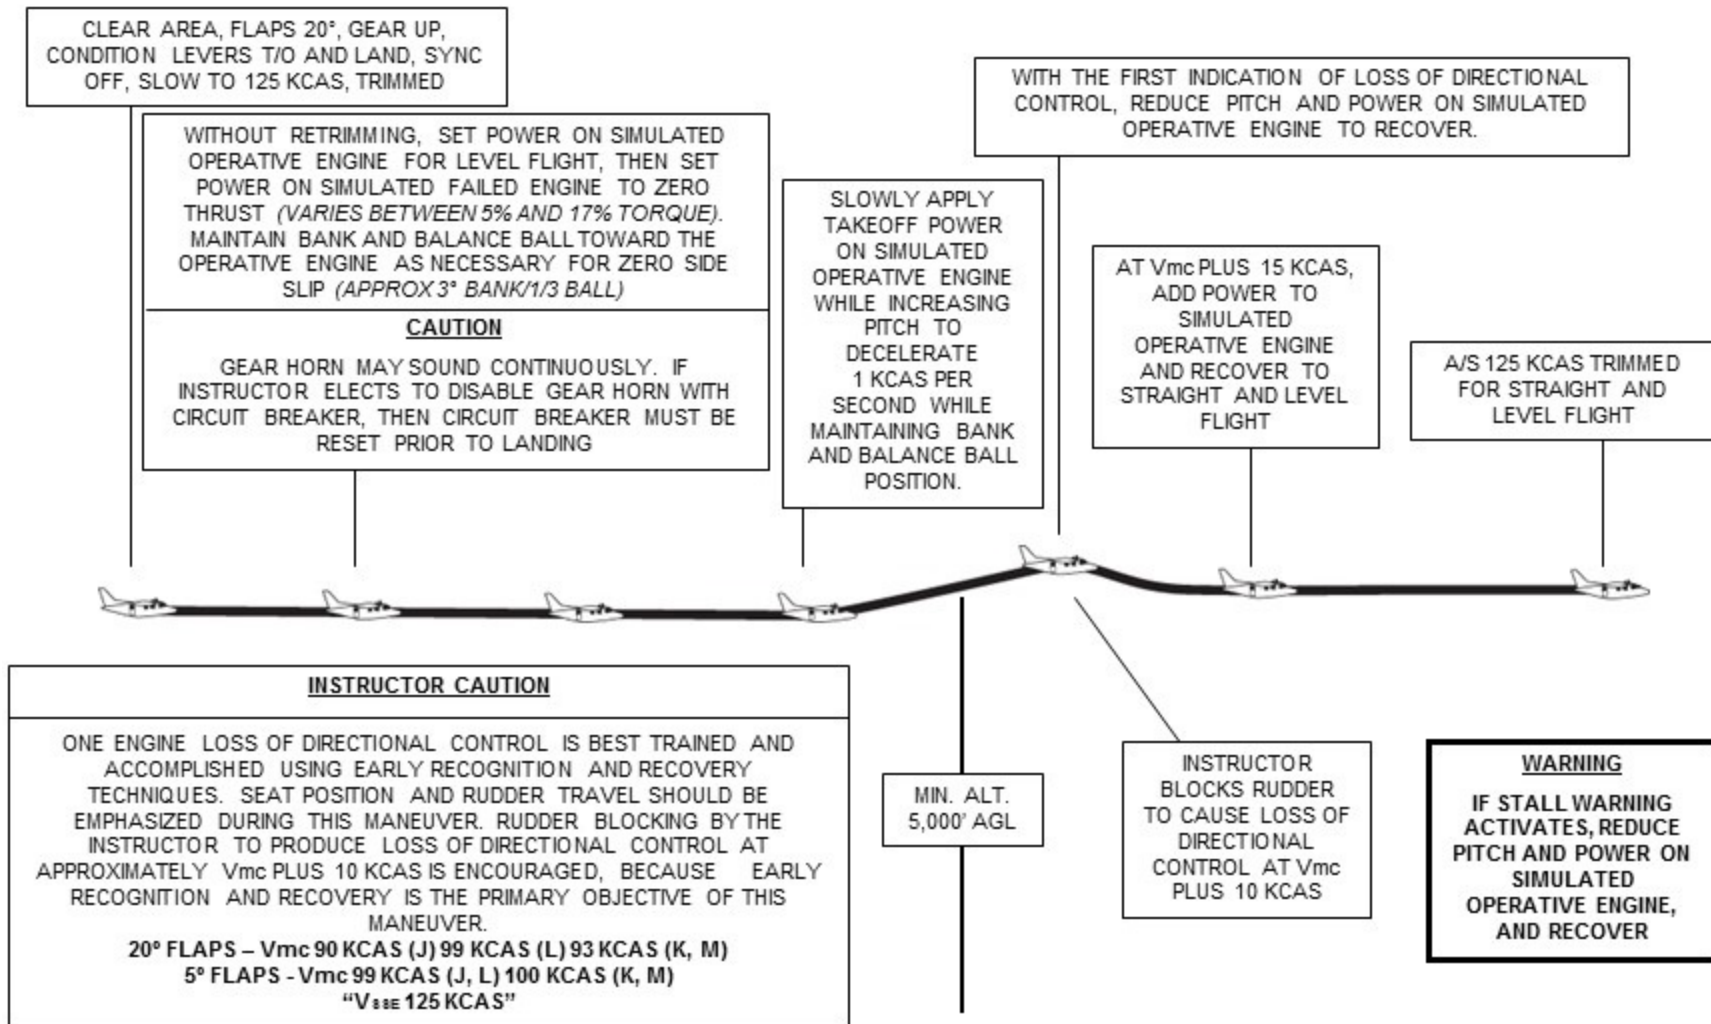 CLEAR AREA, FLAPS 20°, GEAR UP,
CONDITION LEVERS T/O AND LAND, SYNC
OFF, SLOW TO 125 KCAS, TRIMMED
WITHOUT RETRIMMING, SET POWER ON SIMULATED
OPERATIVE ENGINE FOR LEVEL FLIGHT, THEN SET
POWER ON SIMULATED FAILED ENGINE TO ZERO
THRUST (VARIES BETWEEN 5% AND 17% TORQUE).
MAINTAIN BANK AND BALANCE BALL TOWARD THE
OPERATIVE ENGINE AS NECESSARY FOR ZERO SIDE
SLIP (APPROX 3° BANK/1/3 BALL)
CAUTION
GEAR HORN MAY SOUND CONTINUOUSLY. IF
INSTRUCTOR ELECTS TO DISABLE GEAR HORN WITH
CIRCUIT BREAKER, THEN CIRCUIT BREAKER MUST BE
RESET PRIOR TO LANDING
SLOWLY APPLY
TAKEOFF POWER
ON SIMULATED
OPERATIVE ENGINE
WHILE INCREASING
PITCH TO
DECELERATE
1 KCAS PER
SECOND WHILE
MAINTAINING BANK
AND BALANCE BALL
POSITION.
WITH THE FIRST INDICATION OF LOSS OF DIRECTIONAL
CONTROL, REDUCE PITCH AND POWER ON SIMULATED
OPERATIVE ENGINE TO RECOVER.
AT Vmc PLUS 15 KCAS,
ADD POWER TO
SIMULATED
OPERATIVE ENGINE
AND RECOVER TO
STRAIGHT AND LEVEL
FLIGHT
A/S 125 KCAS TRIMMED
FOR STRAIGHT AND
LEVEL FLIGHT
INSTRUCTOR CAUTION
ONE ENGINE LOSS OF DIRECTIONAL CONTROL IS BEST TRAINED AND
ACCOMPLISHED USING EARLY RECOGNITION AND RECOVERY
TECHNIQUES. SEAT POSITION AND RUDDER TRAVEL SHOULD BE
EMPHASIZED DURING THIS MANEUVER. RUDDER BLOCKING BY THE
INSTRUCTOR TO PRODUCE LOSS OF DIRECTIONAL CONTROL AT
APPROXIMATELY Vmc PLUS 10 KCAS IS ENCOURAGED, BECAUSE EARLY
RECOGNITION AND RECOVERY IS THE PRIMARY OBJECTIVE OF THIS
MANEUVER.
20° FLAPS – Vmc 90 KCAS (J) 99 KCAS (L) 93 KCAS (K, M)
5° FLAPS - Vmc 99 KCAS (J, L) 100 KCAS (K, M)
“VSSE 125 KCAS”
MIN. ALT.
5,000’ AGL
INSTRUCTOR
BLOCKS RUDDER
TO CAUSE LOSS OF
DIRECTIONAL
CONTROL AT Vmc
PLUS 10 KCAS
WARNING
IF STALL WARNING
ACTIVATES, REDUCE
PITCH AND POWER ON
SIMULATED
OPERATIVE ENGINE,
AND RECOVER